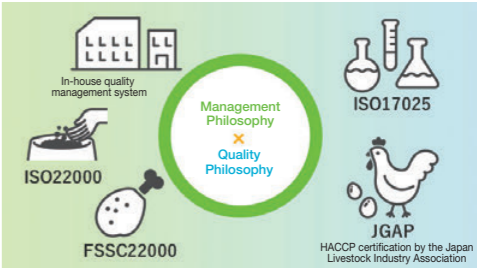 In-house quality
management system
ISO22000
FSSC22000
Management
Philosophy
×
Quality
Philosophy
ISO17025
JGAP
HACCP certification by the Japan
Livestock Industry Association